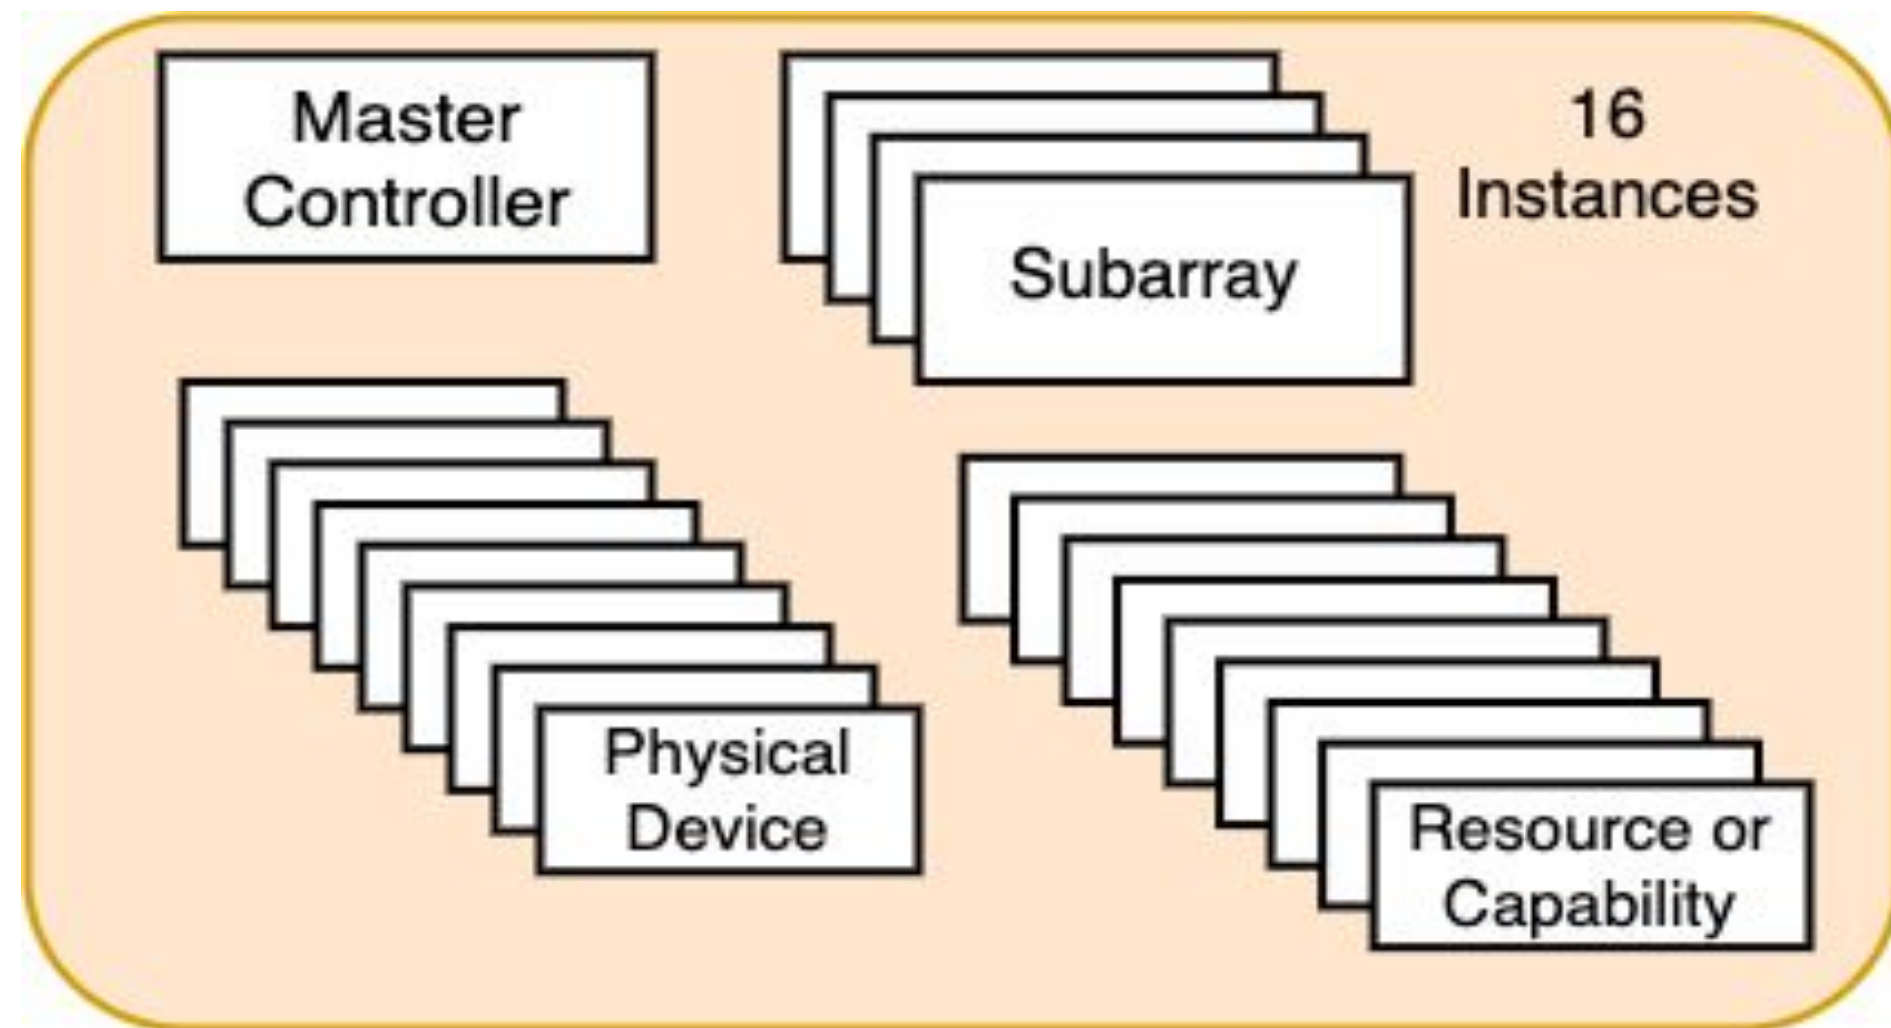 Master
Controller
Subarray
16
Instances
Physical
Device
Resource or
Capability